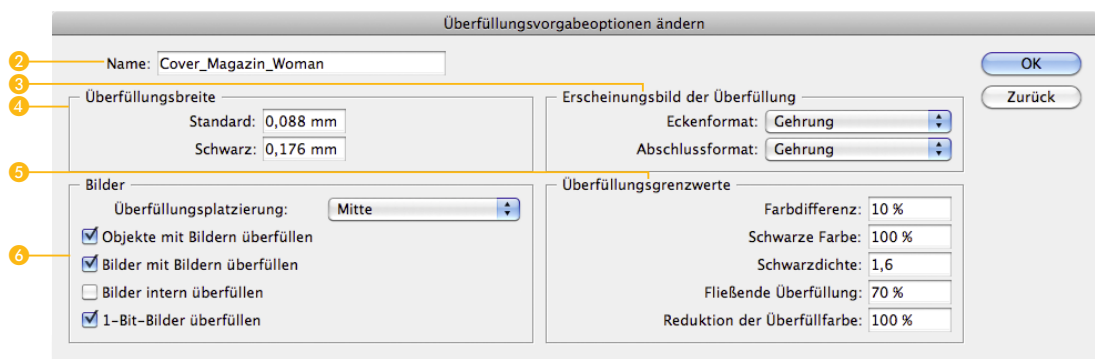 Überfüllungsvorgabeoptionen ändern
2 Name: Cover_Magazin_Woman
OK
Zurück
3
4
Überfüllungsbreite
Standard: 0,088 mm
Schwarz: 0,176 mm
Erscheinungsbild der Überfüllung
Eckenformat: Gehrung
Abschlussformat: Gehrung
5
Bilder
Überfüllungsplatzierung: Mitte
Objekte mit Bildern überfüllen
6 Bilder mit Bildern überfüllen
Bilder intern überfüllen
1-Bit-Bilder überfüllen
Überfüllungsgrenzwerte
Farbdifferenz: 10 %
Schwarze Farbe: 100 %
Schwarzdichte: 1,6
Fließende Überfüllung: 70 %
Reduktion der Überfüllfarbe: 100 %